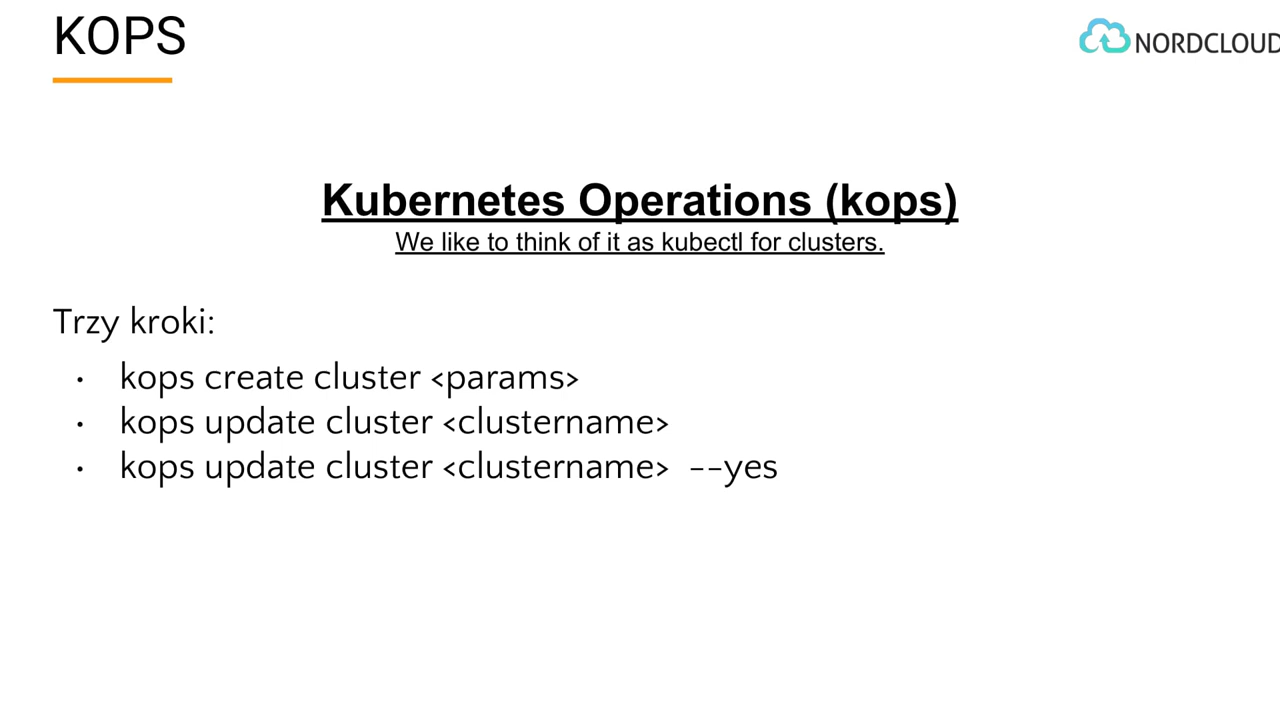 KOPS
NORDCLOUD
Kubernetes Operations (kops)
We like to think of it as kubectl for clusters.
Trzy kroki:
• kops create cluster <params>
• kops update cluster <clustername>
• kops update cluster <clustername> --yes